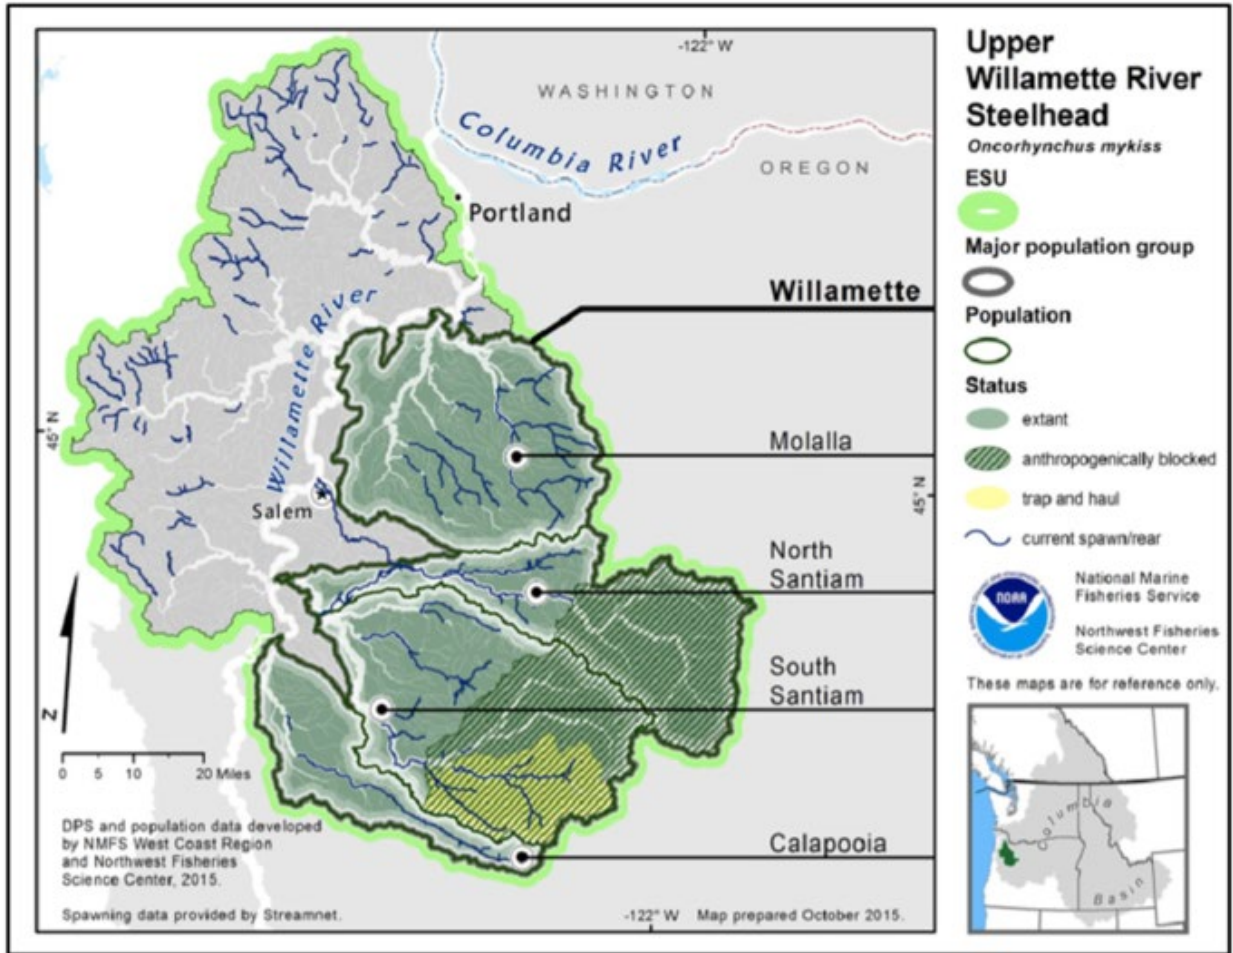 Upper
Willamette River
Steelhead
Oncorhynchus mykiss
ESU
Major population group
Population
Status
extant
anthropogenically blocked
trap and haul
current spawn/rear
NOAA
National Marine
Fisheries Service
Northwest Fisheries
Science Center
These maps are for reference only.
Columbia
Basin
-122° W
WASHINGTON
Columbia River
OREGON
Portland
Willamette
Willamette River
45° N
Molalla
45° N
Salem
North
Santiam
South
Santiam
N
0 5 10 20 Miles
DPS and population data developed
by NMFS West Coast Region
and Northwest Fisheries
Science Center, 2015.
Calapooia
Spawning data provided by Streamnet.
-122° W
Map prepared October 2015.